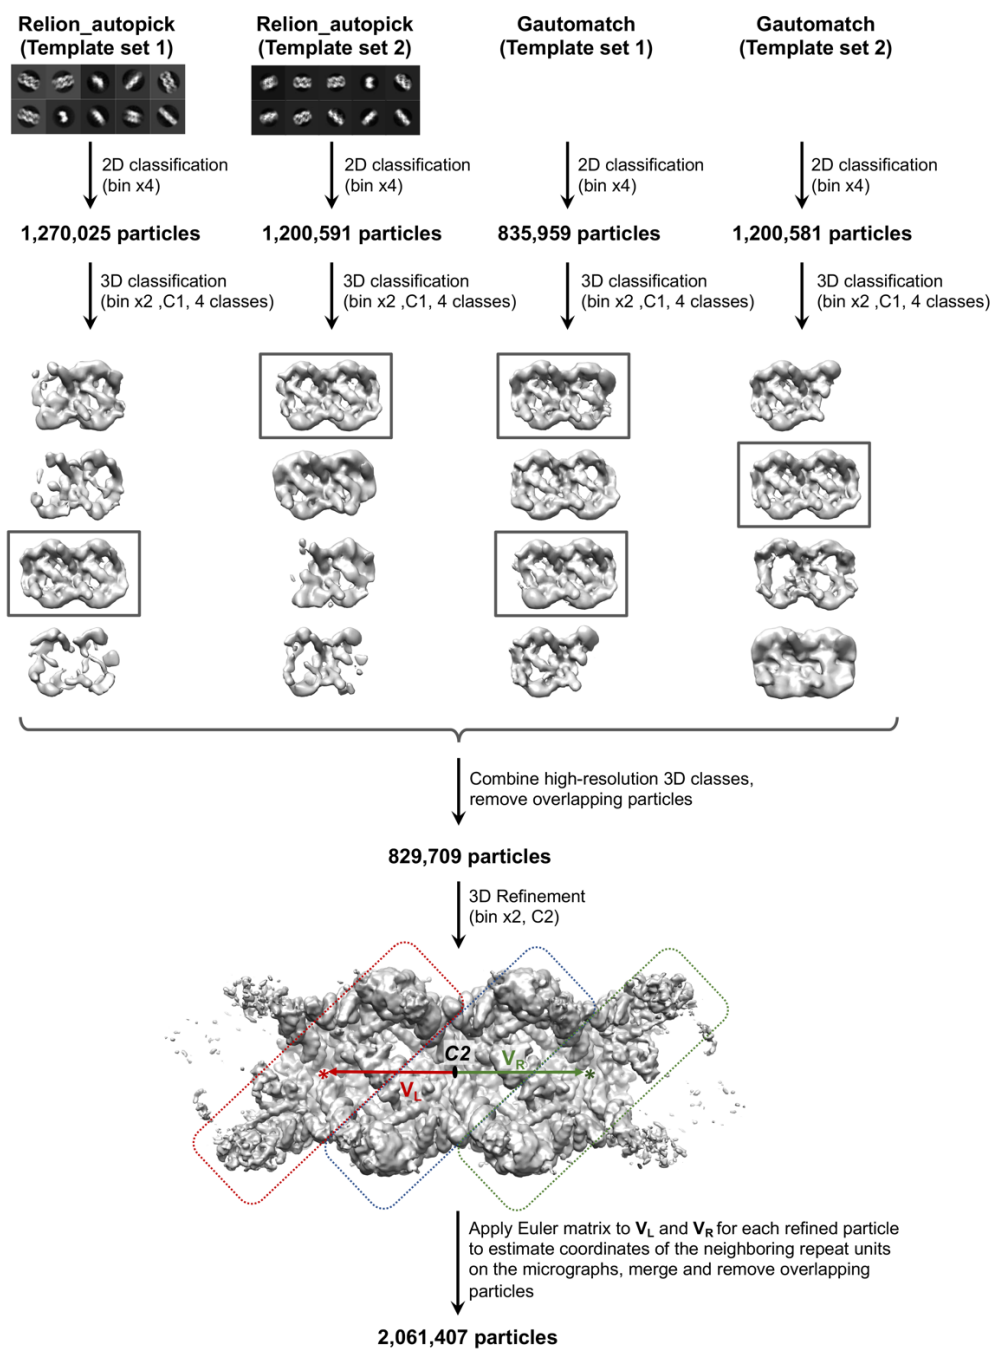 Relion_autopick
(Template set 1)
Relion_autopick
(Template set 2)
Gautomatch
(Template set 1)
Gautomatch
(Template set 2)
2D classification
(bin x4)
2D classification
(bin x4)
2D classification
(bin x4)
2D classification
(bin x4)
1,270,025 particles
1,200,591 particles
835,959 particles
1,200,581 particles
3D classification
(bin x2 ,C1, 4 classes)
3D classification
(bin x2 ,C1, 4 classes)
3D classification
(bin x2 ,C1, 4 classes)
3D classification
(bin x2 ,C1, 4 classes)
Combine high-resolution 3D classes,
remove overlapping particles
829,709 particles
3D Refinement
(bin x2, C2)
C2
VR
* *
VL
Apply Euler matrix to VL and VR for each refined particle
to estimate coordinates of the neighboring repeat units
on the micrographs, merge and remove overlapping
particles
2,061,407 particles